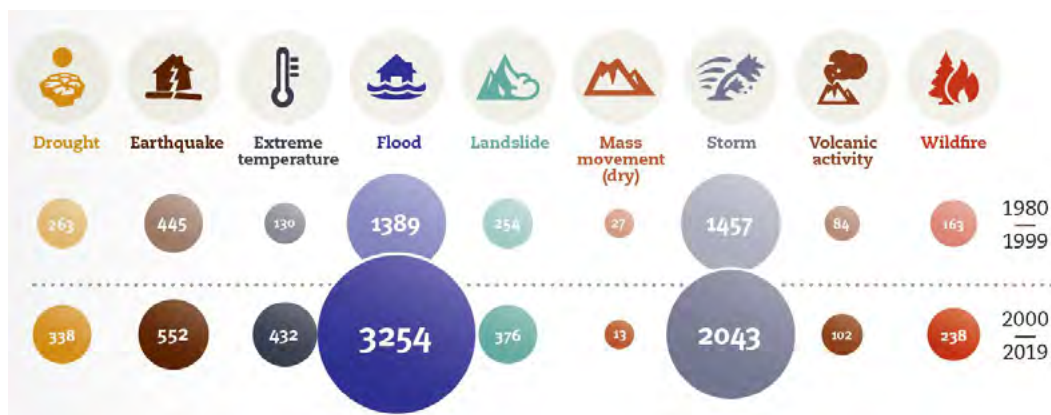 Drought Earthquake Extreme temperature Flood Landslide Mass movement (dry) Storm Volcanic activity Wildfire
263 445 130 1389 254 27 1457 84 163 1980 — 1999
338 552 432 3254 376 13 2043 102 238 2000 — 2019